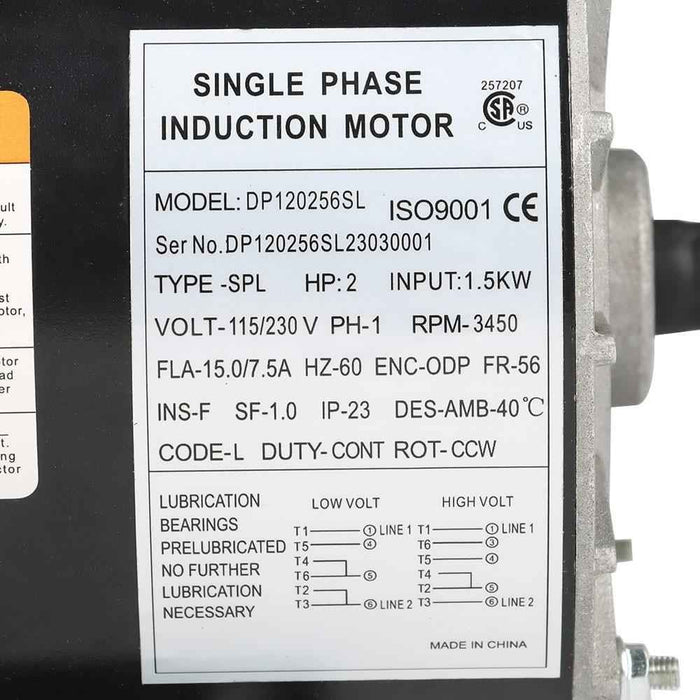 SINGLE PHASE
INDUCTION MOTOR
257207
SA ®
C US
MODEL: DP120256SL ISO9001 CE
Ser No.DP120256SL23030001
TYPE -SPL HP:2 INPUT:1.5KW
VOLT-115/230 V PH-1 RPM-3450
FLA-15.0/7.5A HZ-60 ENC-ODP FR-56
INS-F SF-1.0 IP-23 DES-AMB-40℃
CODE-L DUTY-CONT ROT-CCW
LUBRICATION
BEARINGS
PRELUBRICATED
NO FURTHER
LUBRICATION
NECESSARY
LOW VOLT
T1 ① LINE 1
T5 ④
T4
T6 ⑤
T2
T3 ⑥ LINE 2
HIGH VOLT
T1 ① LINE 1
T6 ③
T5 ④
T4
T2 ⑤
T3 ⑥ LINE 2
MADE IN CHINA